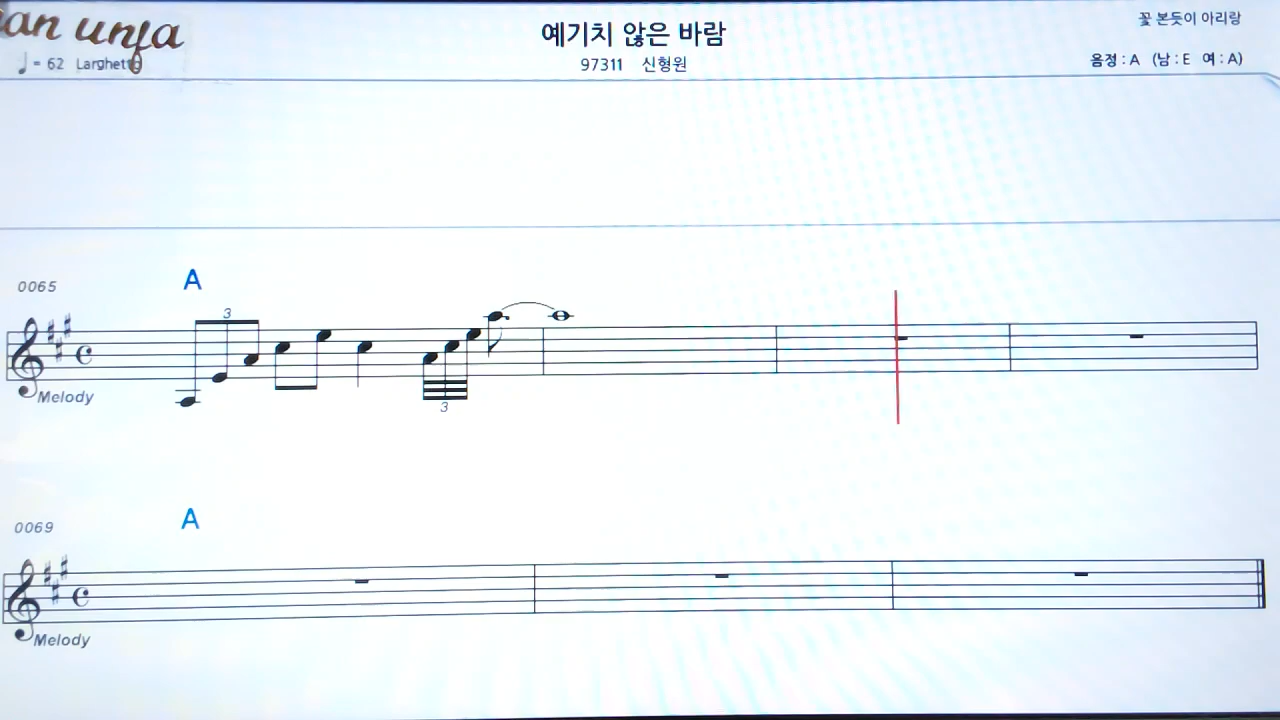 an unfa
예기치 않은 바람
꽃 본듯이 아리랑
♩ = 62 Larghetto
97311 신형원
음정 : A (남 : E 여 : A)
0065 A
3
Melody
3
0069 A
Melody